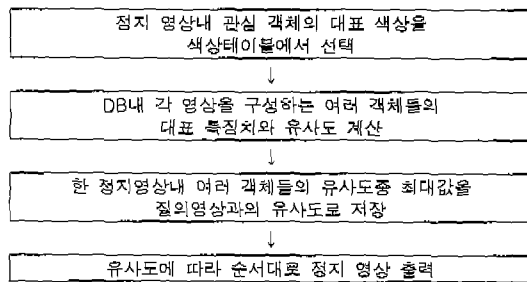 정지 영상내 관심 객체의 대표 색상을
색상테이블에서 선택
↓
DB내 각 영상을 구성하는 여러 객체들의
대표 특징치와 유사도 계산
↓
한 정지영상내 여러 객체들의 유사도중 최대값을
질의영상과의 유사도로 저장
↓
유사도에 따라 순서대로 정지 영상 출력